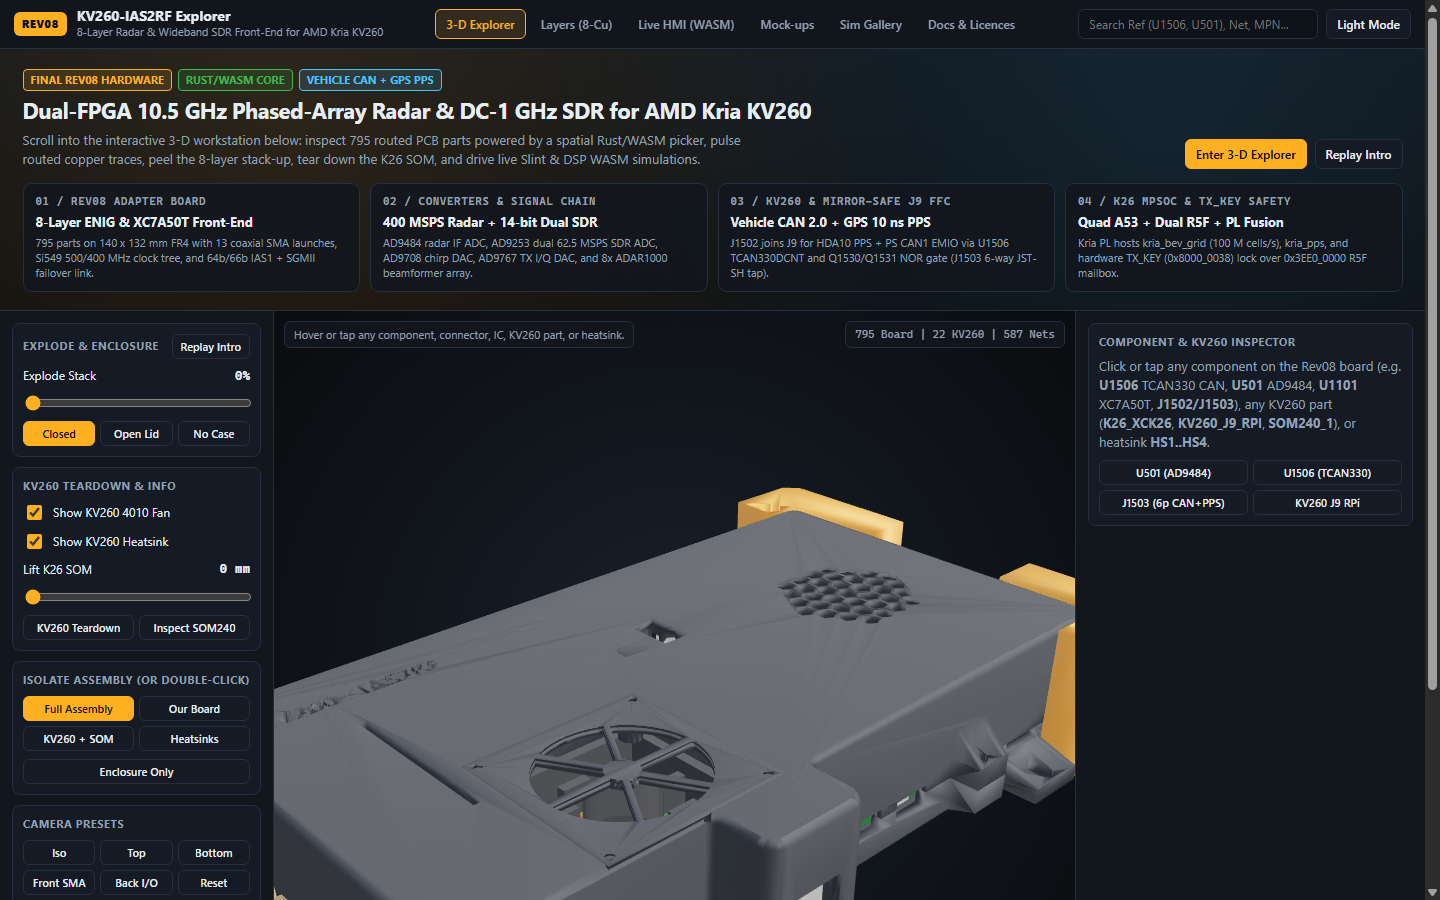 REV08
KV260-IAS2RF Explorer
8-Layer Radar & Wideband SDR Front-End for AMD Kria KV260
3-D Explorer
Layers (8-Cu)
Live HMI (WASM)
Mock-ups
Sim Gallery
Docs & Licences
Search Ref (U1506, U501), Net, MPN...
Light Mode
FINAL REV08 HARDWARE
RUST/WASM CORE
VEHICLE CAN + GPS PPS
Dual-FPGA 10.5 GHz Phased-Array Radar & DC-1 GHz SDR for AMD Kria KV260
Scroll into the interactive 3-D workstation below: inspect 795 routed PCB parts powered by a spatial Rust/WASM picker, pulse
routed copper traces, peel the 8-layer stack-up, tear down the K26 SOM, and drive live Slint & DSP WASM simulations.
Enter 3-D Explorer
Replay Intro
01 / REV08 ADAPTER BOARD
8-Layer ENIG & XC7A50T Front-End
795 parts on 140 x 132 mm FR4 with 13 coaxial SMA launches,
Si549 500/400 MHz clock tree, and 64b/66b IAS1 + SGMII
failover link.
02 / CONVERTERS & SIGNAL CHAIN
400 MSPS Radar + 14-bit Dual SDR
AD9484 radar IF ADC, AD9253 dual 62.5 MSPS SDR ADC,
AD9708 chirp DAC, AD9767 TX I/Q DAC, and 8x ADAR1000
beamformer array.
03 / KV260 & MIRROR-SAFE J9 FFC
Vehicle CAN 2.0 + GPS 10 ns PPS
J1502 joins J9 for HDA10 PPS + PS CAN1 EMIO via U1506
TCAN330DCNT and Q1530/Q1531 NOR gate (J1503 6-way JST-
SH tap).
04 / K26 MPSOC & TX_KEY SAFETY
Quad A53 + Dual R5F + PL Fusion
Kria PL hosts kria_bev_grid (100 M cells/s), kria_pps, and
hardware TX_KEY (0x8000_0038) lock over 0x3EE0_0000 R5F
mailbox.
EXPLODE & ENCLOSURE
Replay Intro
Explode Stack
0%
Closed
Open Lid
No Case
KV260 TEARDOWN & INFO
Show KV260 4010 Fan
Show KV260 Heatsink
Lift K26 SOM
0 mm
KV260 Teardown
Inspect SOM240
ISOLATE ASSEMBLY (OR DOUBLE-CLICK)
Full Assembly
Our Board
KV260 + SOM
Heatsinks
Enclosure Only
CAMERA PRESETS
Iso
Top
Bottom
Front SMA
Back I/O
Reset
Hover or tap any component, connector, IC, KV260 part, or heatsink.
795 Board | 22 KV260 | 587 Nets
COMPONENT & KV260 INSPECTOR
Click or tap any component on the Rev08 board (e.g.
U1506 TCAN330 CAN, U501 AD9484, U1101
XC7A50T, J1502/J1503), any KV260 part
(K26_XCK26, KV260_J9_RPI, SOM240_1), or
heatsink HS1..HS4.
U501 (AD9484)
U1506 (TCAN330)
J1503 (6p CAN+PPS)
KV260 J9 RPi